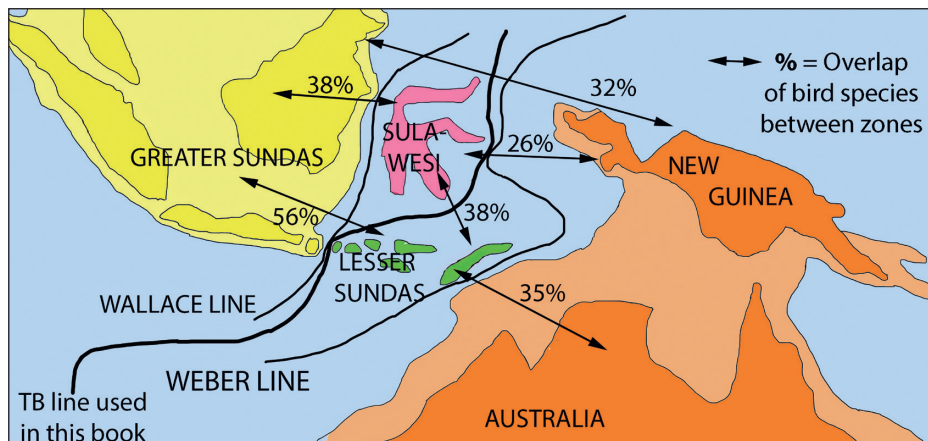 % = Overlap
of bird species
between zones
32%
38%
SULA-
WESI
GREATER SUNDAS
26%
NEW
GUINEA
56%
38%
LESSER
SUNDAS
35%
WALLACE LINE
WEBER LINE
TB line used
in this book
AUSTRALIA